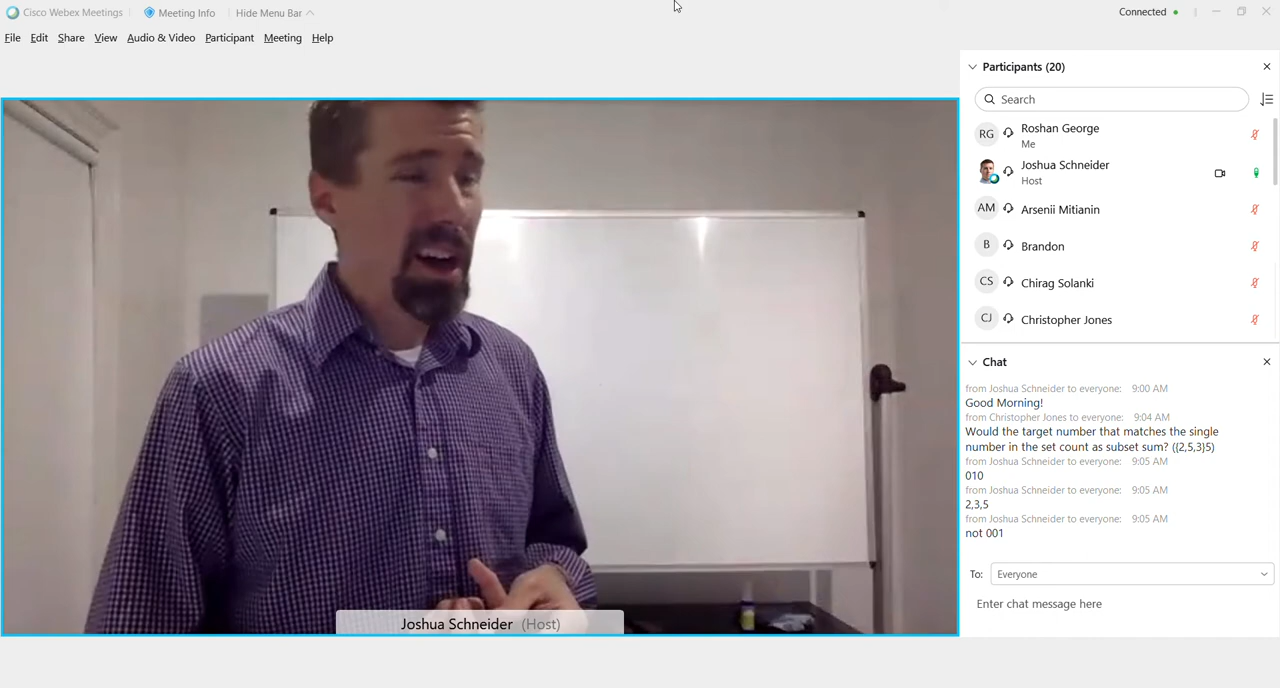 Cisco Webex Meetings
Meeting Info
Hide Menu Bar
Connected
File Edit Share View Audio & Video Participant Meeting Help
Participants (20)
Search
RG Roshan George
Me
Joshua Schneider
Host
AM Arsenii Mitianin
B Brandon
CS Chirag Solanki
CJ Christopher Jones
Chat
from Joshua Schneider to everyone: 9:00 AM
Good Morning!
from Christopher Jones to everyone: 9:04 AM
Would the target number that matches the single
number in the set count as subset sum? ({2,5,3}5)
from Joshua Schneider to everyone: 9:05 AM
010
from Joshua Schneider to everyone: 9:05 AM
2,3,5
from Joshua Schneider to everyone: 9:05 AM
not 001
To: Everyone
Enter chat message here
Joshua Schneider (Host)